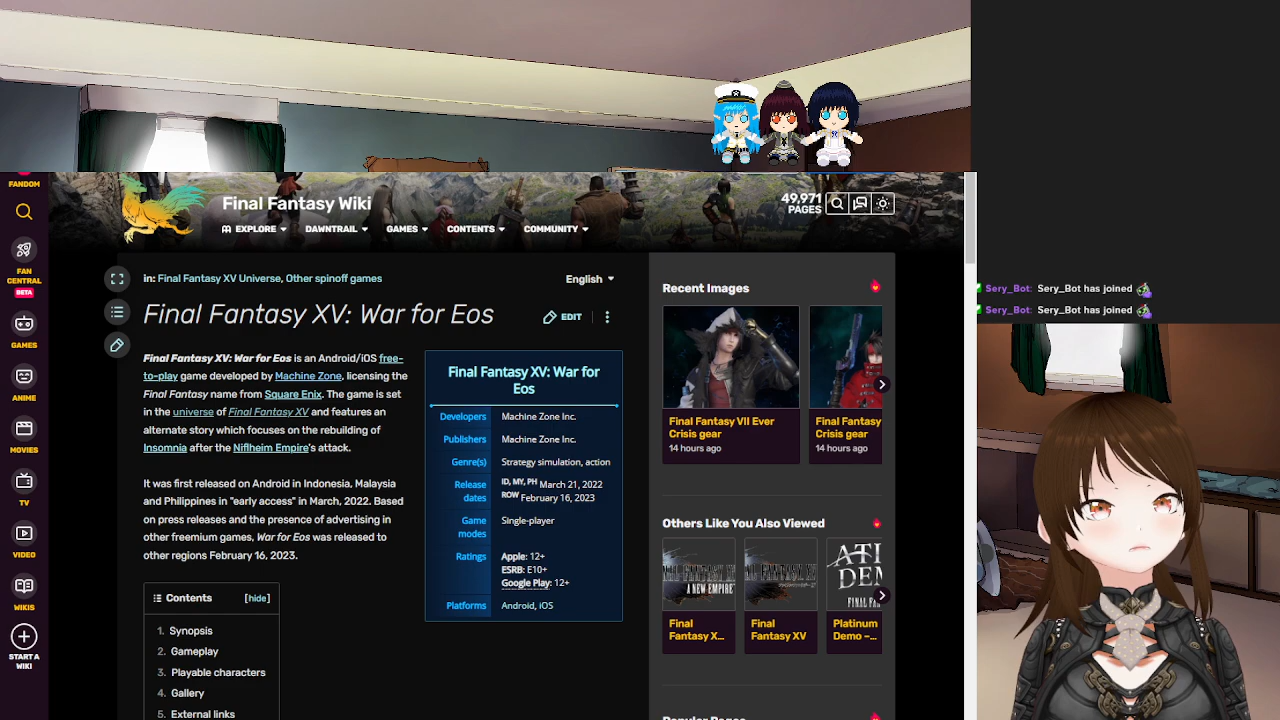 FANDOM
FAN CENTRAL
BETA
GAMES
ANIME
MOVIES
TV
VIDEO
WIKIS
START A WIKI
Final Fantasy Wiki
49,971 PAGES
EXPLORE DAWNTRAIL GAMES CONTENTS COMMUNITY
in: Final Fantasy XV Universe, Other spinoff games
English
Final Fantasy XV: War for Eos
EDIT
Final Fantasy XV: War for Eos is an Android/iOS free-
to-play game developed by Machine Zone, licensing the
Final Fantasy name from Square Enix. The game is set
in the universe of Final Fantasy XV and features an
alternate story which focuses on the rebuilding of
Insomnia after the Niflheim Empire's attack.
It was first released on Android in Indonesia, Malaysia
and Philippines in "early access" in March, 2022. Based
on press releases and the presence of advertising in
other freemium games, War for Eos was released to
other regions February 16, 2023.
Contents [hide]
1. Synopsis
2. Gameplay
3. Playable characters
4. Gallery
5. External links
Final Fantasy XV: War for
Eos
Developers Machine Zone Inc.
Publishers Machine Zone Inc.
Genre(s) Strategy simulation, action
Release dates
ID, MY, PH March 21, 2022
ROW February 16, 2023
Game modes
Single-player
Ratings
Apple: 12+
ESRB: E10+
Google Play: 12+
Platforms Android, iOS
Recent Images
Final Fantasy VII Ever
Crisis gear
14 hours ago
Final Fantasy
Crisis gear
14 hours ago
Others Like You Also Viewed
A NEW EMPIRE
Final
Fantasy X...
Final
Fantasy XV
Platinum
Demo –...
Sery_Bot: Sery_Bot has joined
Sery_Bot: Sery_Bot has joined